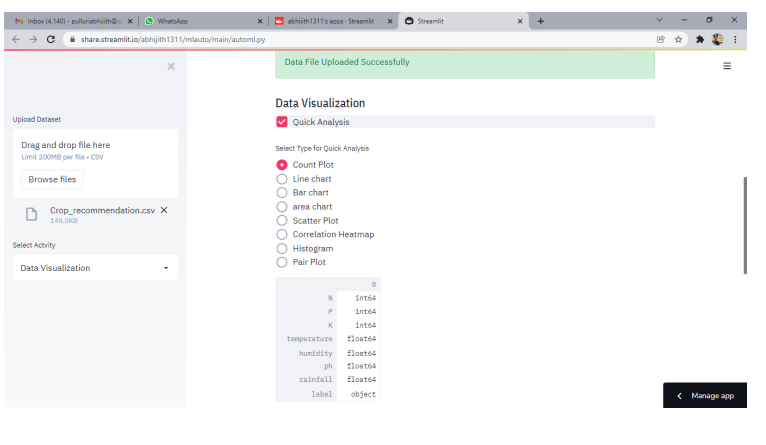 Inbox (4,140) - pulluriabhijith@
WhatsApp
abhijith1311's apps · Streamlit
Streamlit
share.streamlit.io/abhijith1311/mlauto/main/automl.py
Upload Dataset
Drag and drop file here
Limit 200MB per file • CSV
Browse files
Crop_recommendation.csv
146.5KB
Select Activity
Data Visualization
Data File Uploaded Successfully
Data Visualization
Quick Analysis
Select Type for Quick Analysis
Count Plot
Line chart
Bar chart
area chart
Scatter Plot
Correlation Heatmap
Histogram
Pair Plot
0
N int64
P int64
K int64
temperature float64
humidity float64
ph float64
rainfall float64
label object
Manage app